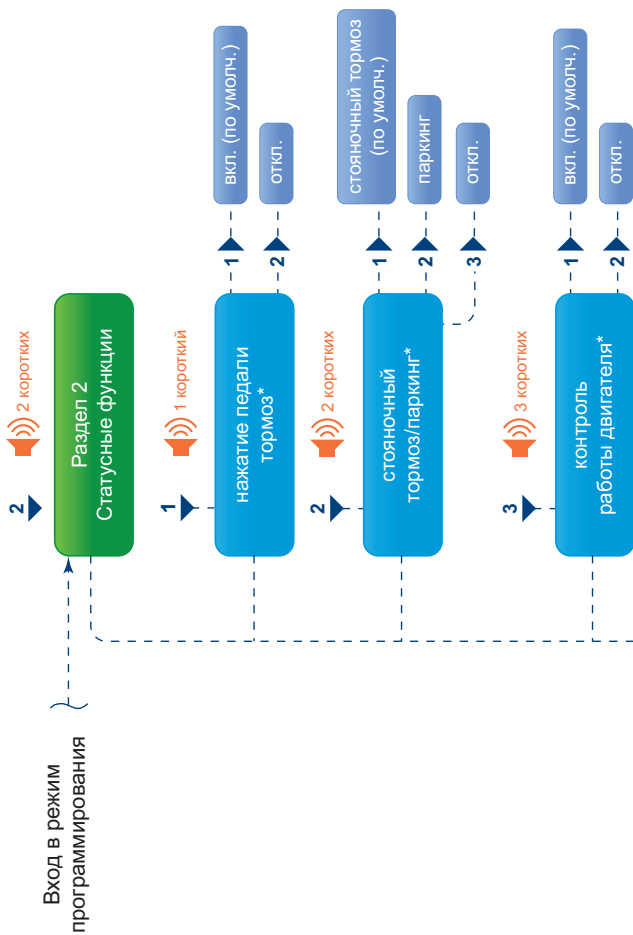 Вход в режим
программирования
2
2 коротких
Раздел 2
Статусные функции
1
1 короткий
нажатие педали
тормоз*
1
вкл. (по умолч.)
2
откл.
2
2 коротких
стояночный
тормоз/паркинг*
1
стояночный тормоз
(по умолч.)
2
паркинг
3
откл.
3
3 коротких
контроль
работы двигателя*
1
вкл. (по умолч.)
2
откл.